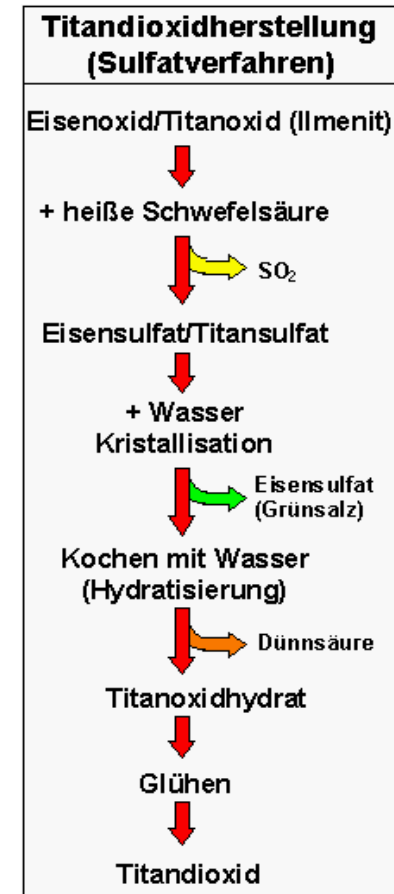 Titandioxidherstellung
(Sulfatverfahren)
Eisenoxid/Titanoxid (Ilmenit)
+ heiße Schwefelsäure
SO₂
Eisensulfat/Titansulfat
+ Wasser
Kristallisation
Eisensulfat
(Grünsalz)
Kochen mit Wasser
(Hydratisierung)
Dünnsäure
Titanoxidhydrat
Glühen
Titandioxid